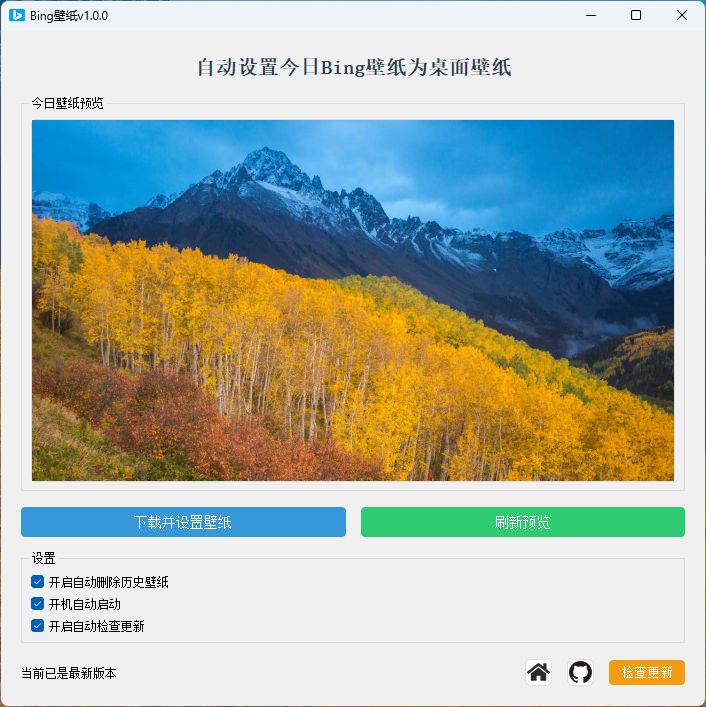 Bing壁纸v1.0.0
自动设置今日Bing壁纸为桌面壁纸
今日壁纸预览
下载并设置壁纸
刷新预览
设置
开启自动删除历史壁纸
开机自动启动
开启自动检查更新
当前已是最新版本
检查更新